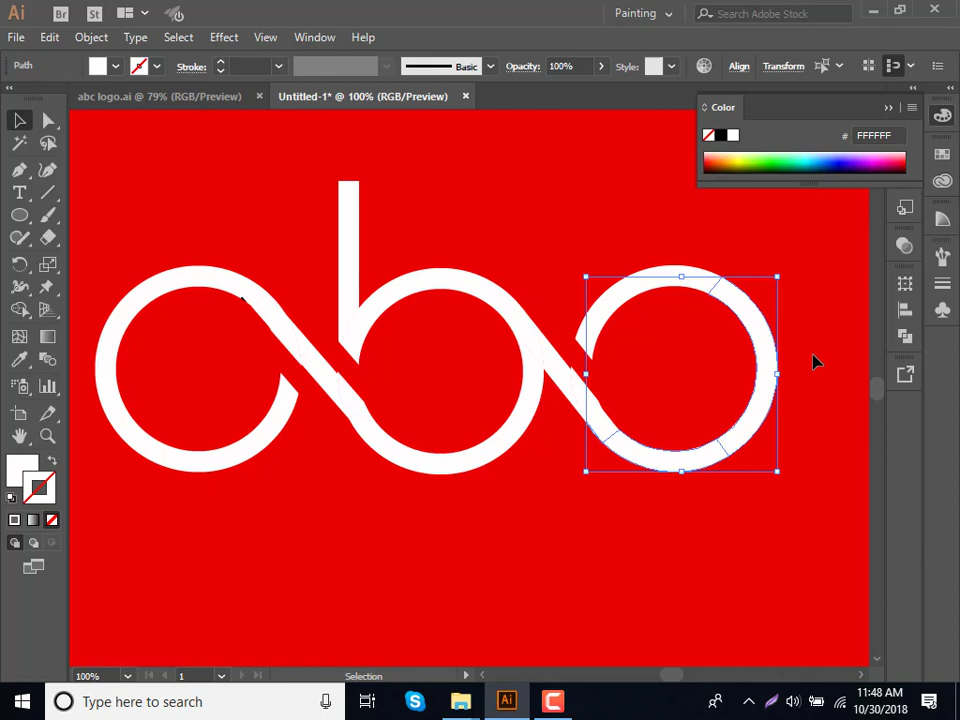 Ai Br St Painting Search Adobe Stock
File Edit Object Type Select Effect View Window Help
Path Stroke: Basic Opacity: 100% Style: Align Transform
abc logo.ai @ 79% (RGB/Preview) × Untitled-1* @ 100% (RGB/Preview) ×
Color
# FFFFFF
abo
100% 1 Selection
Type here to search
Ai
11:48 AM
10/30/2018